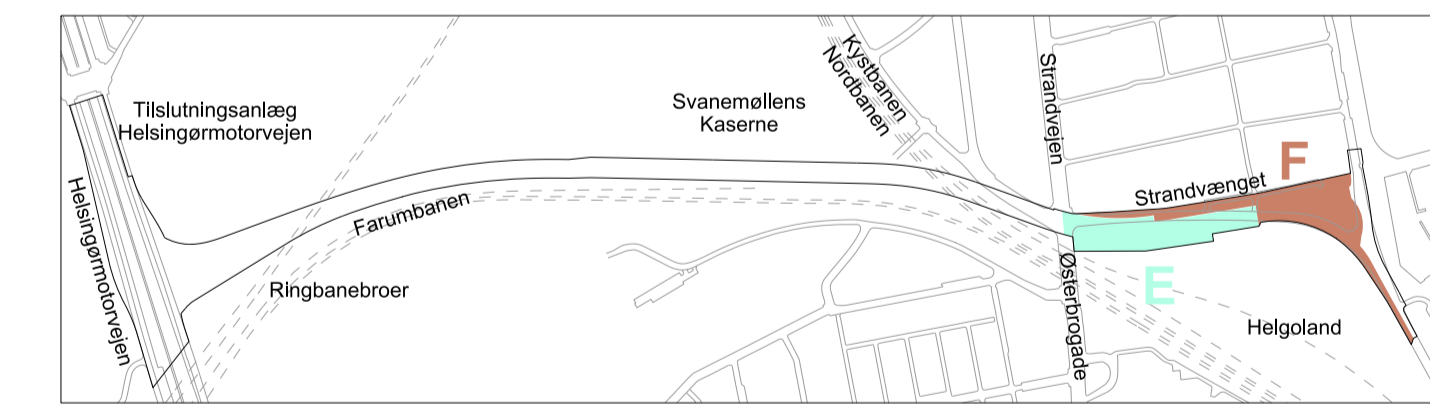 Tilslutningsanlæg
Helsingørmotorvejen
Helsingørmotorvejen
Farumbanen
Ringbanebroer
Svanemøllens
Kaserne
Kystbanen
Nordbanen
Strandvejen
Strandvænget
F
E
Østerbrogade
Helgoland